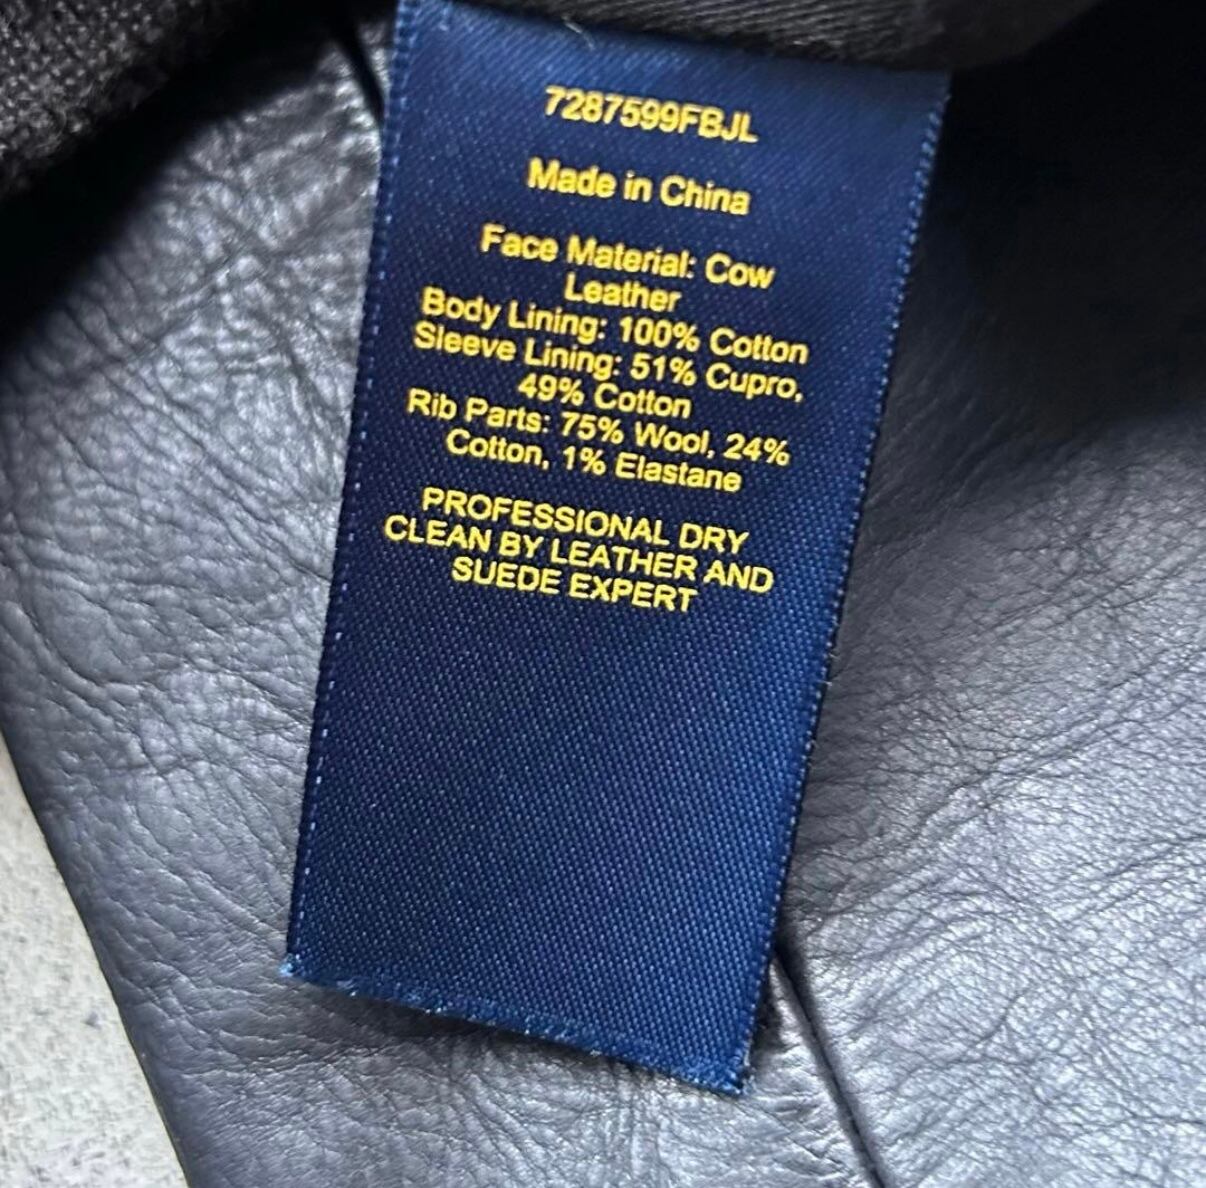 7287599FBJL
Made in China
Face Material: Cow
Leather
Body Lining: 100% Cotton
Sleeve Lining: 51% Cupro,
49% Cotton
Rib Parts: 75% Wool, 24%
Cotton, 1% Elastane
PROFESSIONAL DRY
CLEAN BY LEATHER AND
SUEDE EXPERT